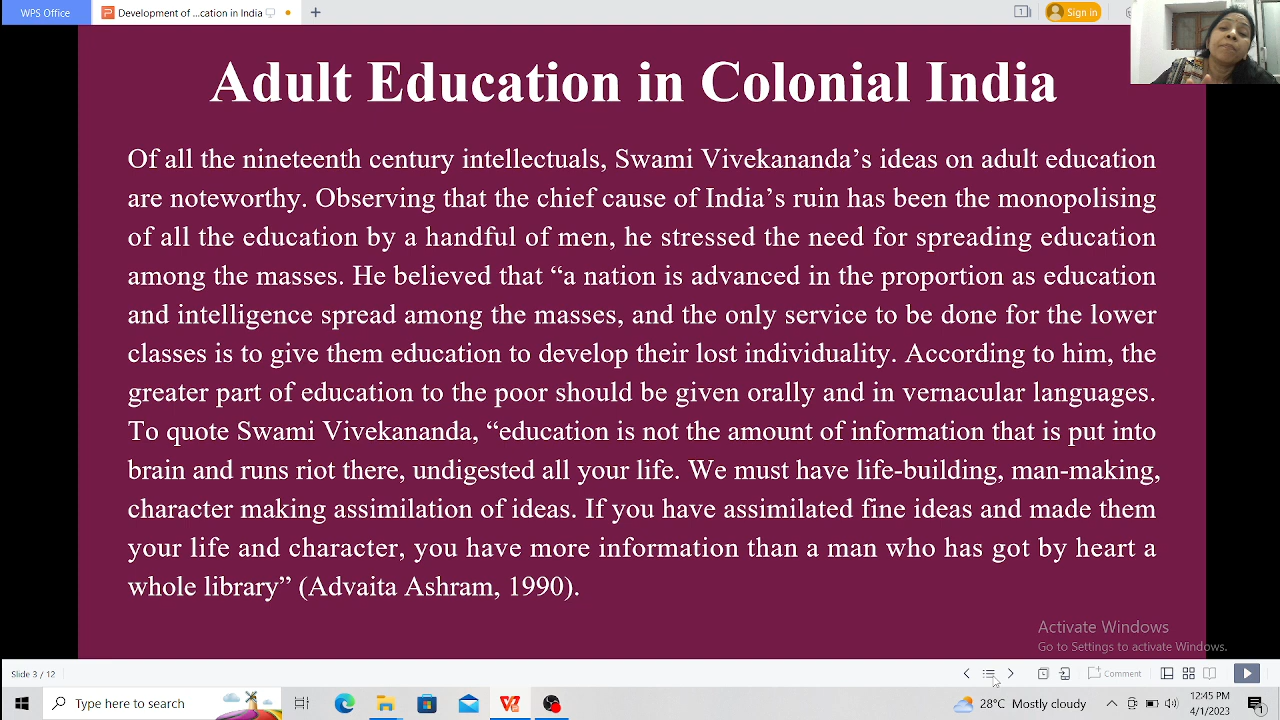 WPS Office
Development of ...cation in India
Sign in
Adult Education in Colonial India
Of all the nineteenth century intellectuals, Swami Vivekananda’s ideas on adult education
are noteworthy. Observing that the chief cause of India’s ruin has been the monopolising
of all the education by a handful of men, he stressed the need for spreading education
among the masses. He believed that “a nation is advanced in the proportion as education
and intelligence spread among the masses, and the only service to be done for the lower
classes is to give them education to develop their lost individuality. According to him, the
greater part of education to the poor should be given orally and in vernacular languages.
To quote Swami Vivekananda, “education is not the amount of information that is put into
brain and runs riot there, undigested all your life. We must have life-building, man-making,
character making assimilation of ideas. If you have assimilated fine ideas and made them
your life and character, you have more information than a man who has got by heart a
whole library” (Advaita Ashram, 1990).
Activate Windows
Go to Settings to activate Windows.
Slide 3 / 12
Comment
Type here to search
28°C Mostly cloudy
12:45 PM
4/1/2023